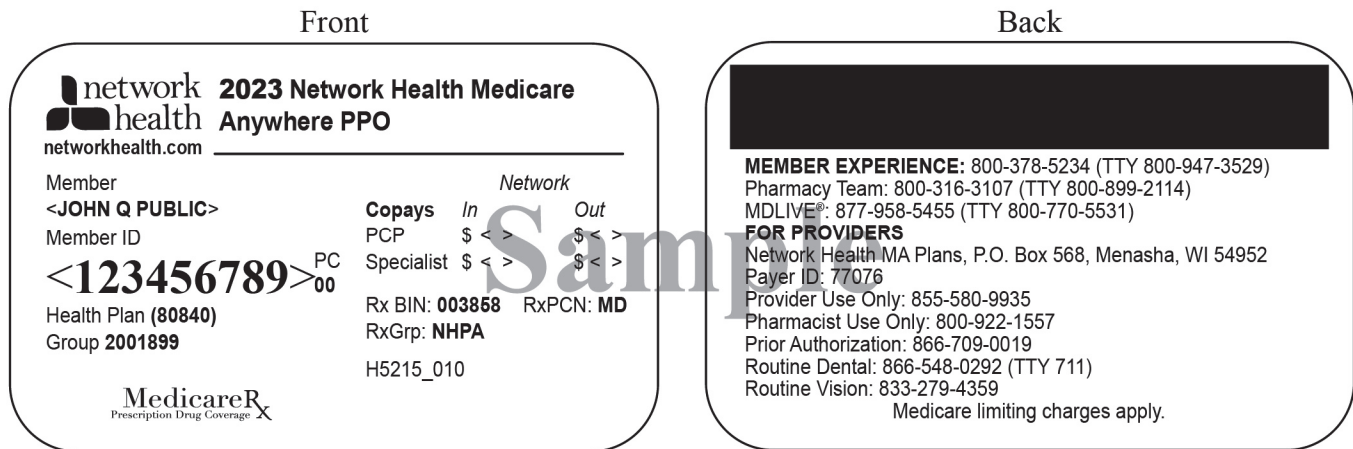 Front
network health
networkhealth.com
2023 Network Health Medicare
Anywhere PPO
Member
<JOHN Q PUBLIC>
Member ID
<123456789> PC 00
Health Plan (80840)
Group 2001899
Network
Copays In Out
PCP $ < > $ < >
Specialist $ < > $ < >
Rx BIN: 003858 RxPCN: MD
RxGrp: NHPA
H5215_010
MedicareRx
Prescription Drug Coverage
Sample
Back
MEMBER EXPERIENCE: 800-378-5234 (TTY 800-947-3529)
Pharmacy Team: 800-316-3107 (TTY 800-899-2114)
MDLIVE®: 877-958-5455 (TTY 800-770-5531)
FOR PROVIDERS
Network Health MA Plans, P.O. Box 568, Menasha, WI 54952
Payer ID: 77076
Provider Use Only: 855-580-9935
Pharmacist Use Only: 800-922-1557
Prior Authorization: 866-709-0019
Routine Dental: 866-548-0292 (TTY 711)
Routine Vision: 833-279-4359
Medicare limiting charges apply.